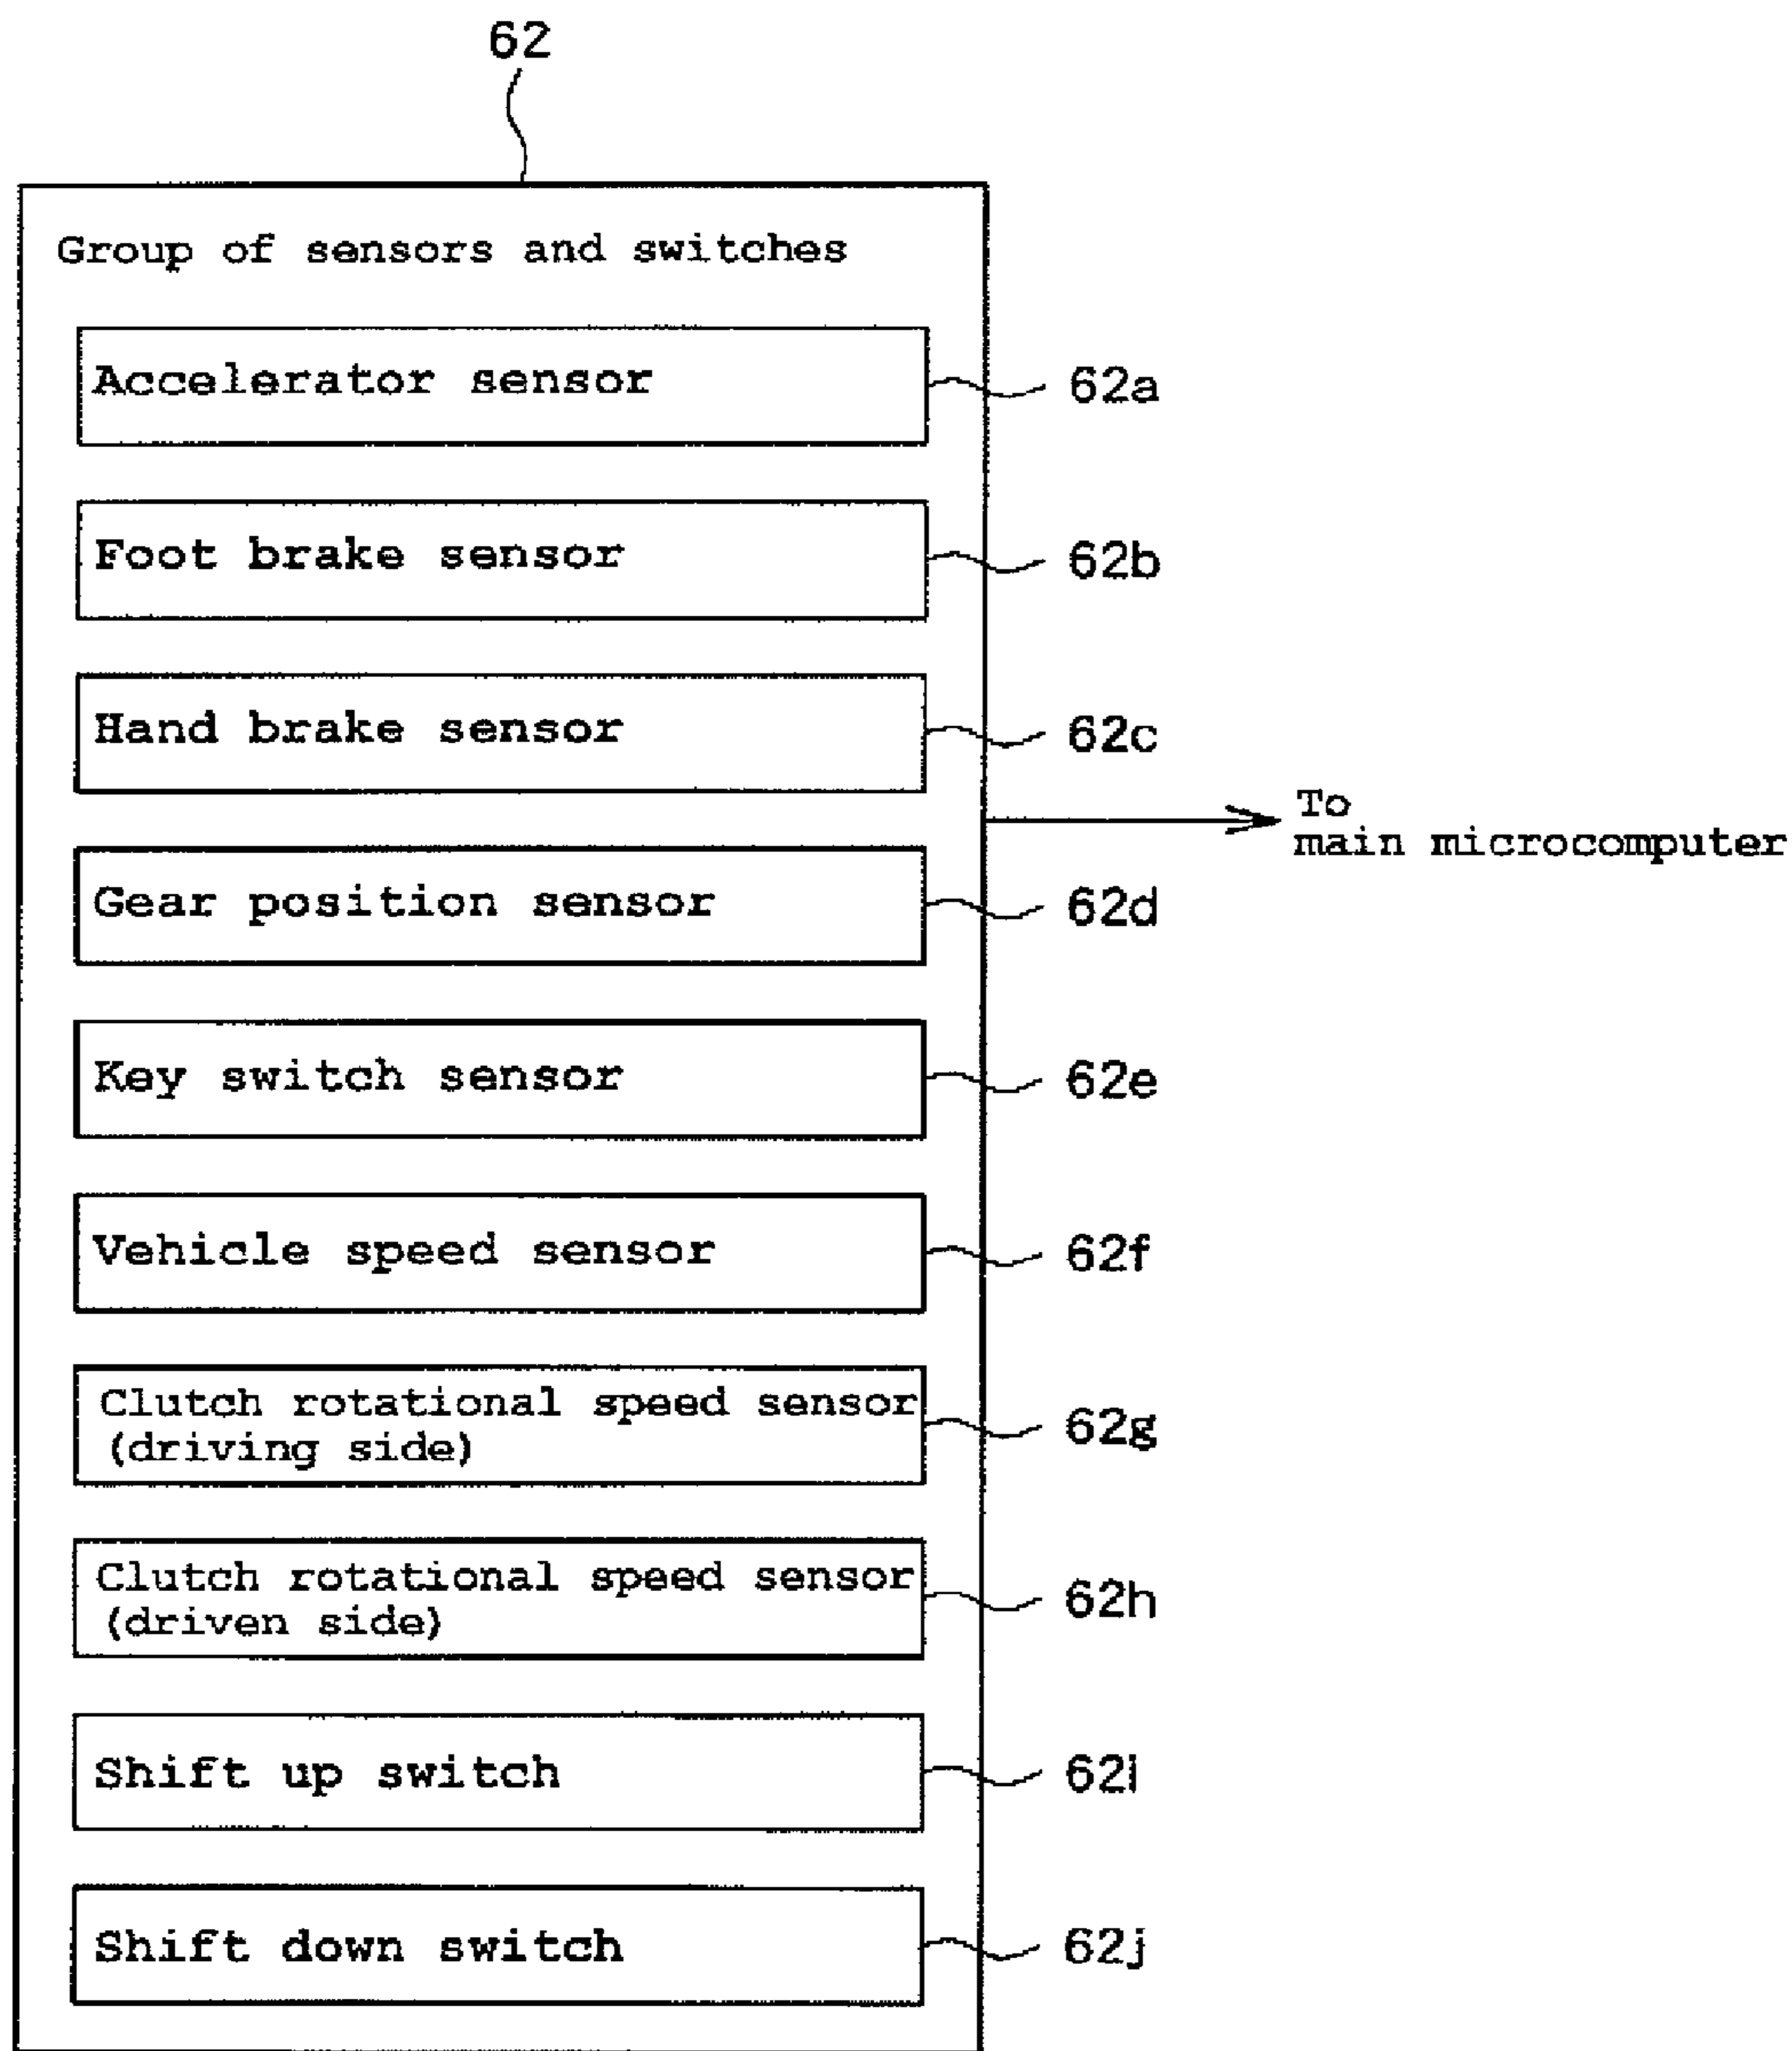 62
Group of sensors and switches
Accelerator sensor
62a
Foot brake sensor
62b
Hand brake sensor
62c
To
main microcomputer
Gear position sensor
62d
Key switch sensor
62e
Vehicle speed sensor
62f
Clutch rotational speed sensor
(driving side)
62g
Clutch rotational speed sensor
(driven side)
62h
Shift up switch
62i
Shift down switch
62j